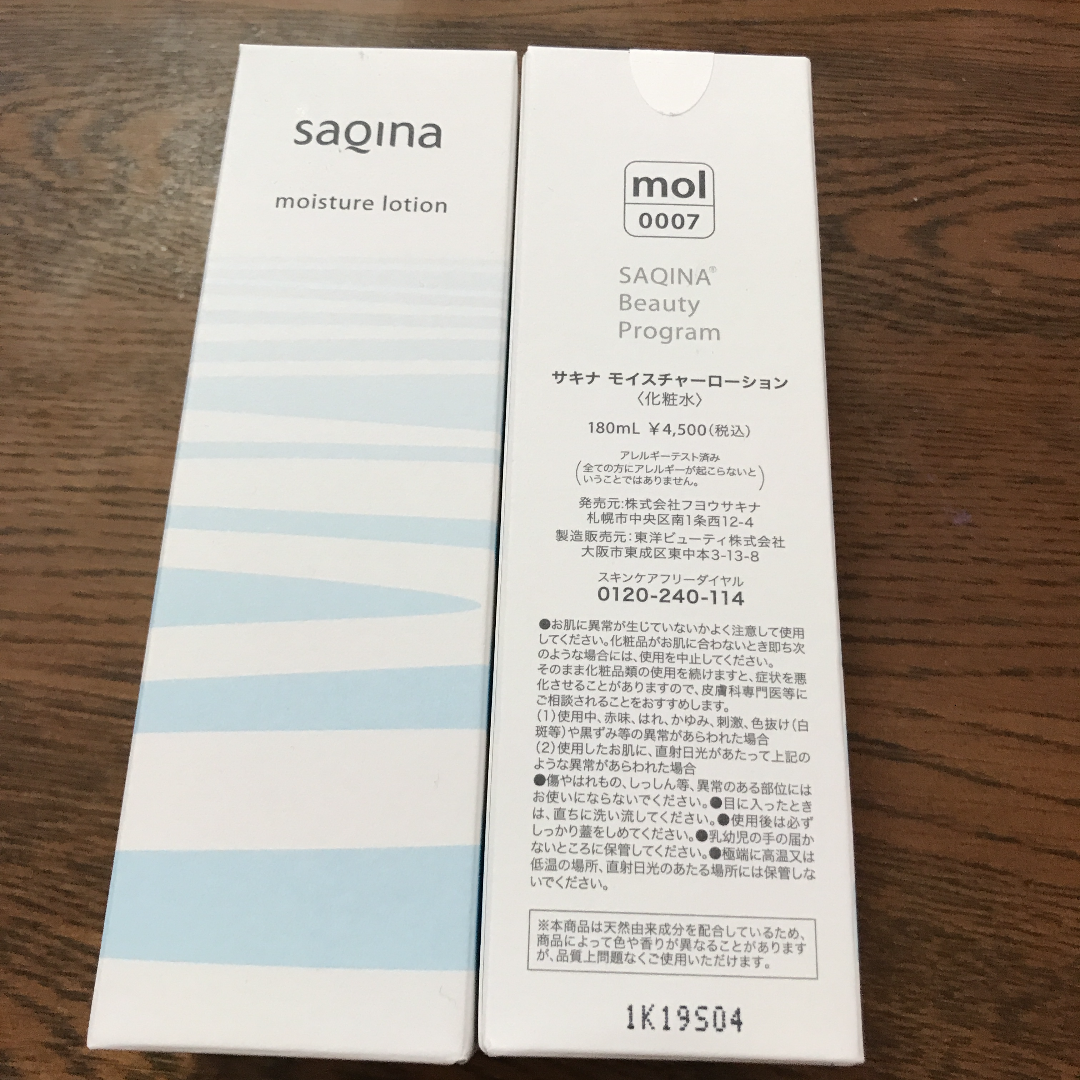 saqina
moisture lotion
mol
0007
SAQINA®
Beauty
Program
サキナ モイスチャーローション
〈化粧水〉
180mL ￥4,500(税込)
アレルギーテスト済み
(全ての方にアレルギーが起こらないと
いうことではありません。)
発売元:株式会社フヨウサキナ
札幌市中央区南1条西12-4
製造販売元:東洋ビューティ株式会社
大阪市東成区東中本3-13-8
スキンケアフリーダイヤル
0120-240-114
●お肌に異常が生じていないかよく注意して使用
してください。化粧品がお肌に合わないとき即ち次
のような場合には、使用を中止してください。
そのまま化粧品類の使用を続けますと、症状を悪
化させることがありますので、皮膚科専門医等に
ご相談されることをおすすめします。
(1)使用中、赤味、はれ、かゆみ、刺激、色抜け(白
斑等)や黒ずみ等の異常があらわれた場合
(2)使用したお肌に、直射日光があたって上記の
ような異常があらわれた場合
●傷やはれもの、しっしん等、異常のある部位には
お使いにならないでください。●目に入ったとき
は、直ちに洗い流してください。●使用後は必ず
しっかり蓋をしめてください。●乳幼児の手の届か
ないところに保管してください。●極端に高温又は
低温の場所、直射日光のあたる場所には保管しな
いでください。
※本商品は天然由来成分を配合しているため、
商品によって色や香りが異なることがあります
が、品質上問題なくご使用いただけます。
1K19S04